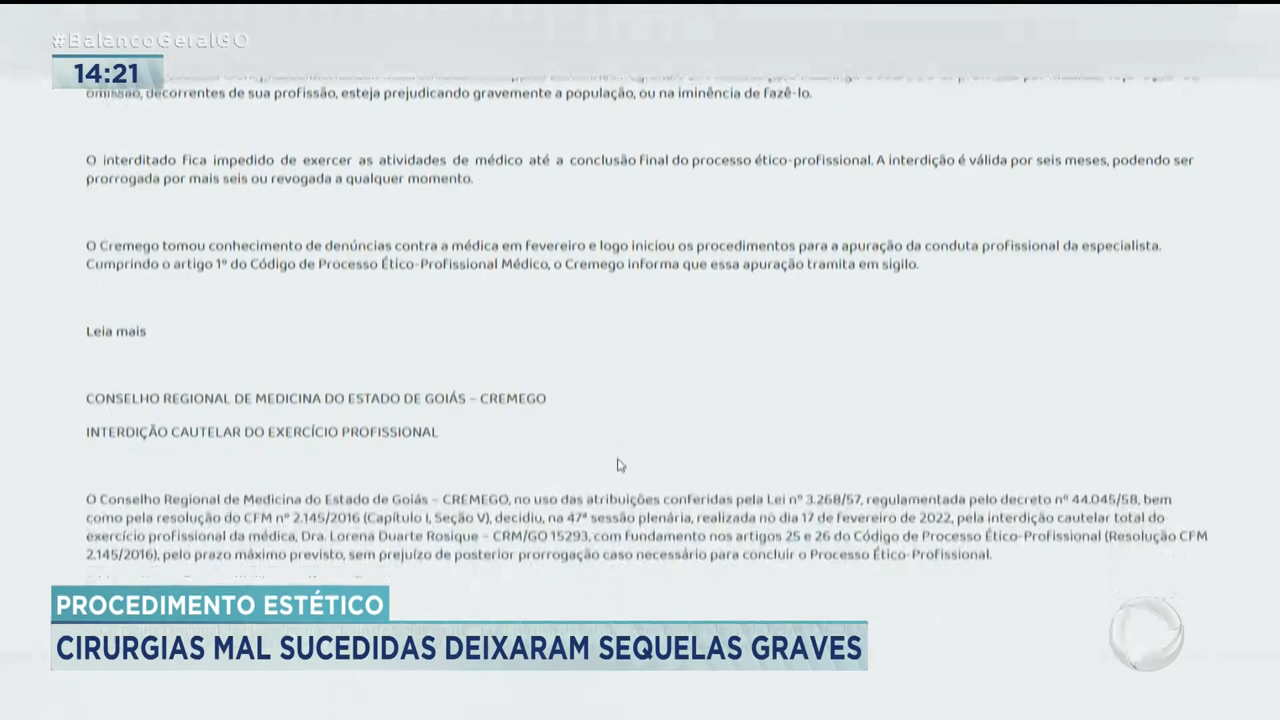 #BalancoGeralGO
14:21
omissão, decorrentes de sua profissão, esteja prejudicando gravemente a população, ou na iminência de fazê-lo.
O interditado fica impedido de exercer as atividades de médico até a conclusão final do processo ético-profissional. A interdição é válida por seis meses, podendo ser
prorrogada por mais seis ou revogada a qualquer momento.
O Cremego tomou conhecimento de denúncias contra a médica em fevereiro e logo iniciou os procedimentos para a apuração da conduta profissional da especialista.
Cumprindo o artigo 1º do Código de Processo Ético-Profissional Médico, o Cremego informa que essa apuração tramita em sigilo.
Leia mais
CONSELHO REGIONAL DE MEDICINA DO ESTADO DE GOIÁS – CREMEGO
INTERDIÇÃO CAUTELAR DO EXERCÍCIO PROFISSIONAL
O Conselho Regional de Medicina do Estado de Goiás – CREMEGO, no uso das atribuições conferidas pela Lei nº 3.268/57, regulamentada pelo decreto nº 44.045/58, bem
como pela resolução do CFM nº 2.145/2016 (Capítulo I, Seção V), decidiu, na 47ª sessão plenária, realizada no dia 17 de fevereiro de 2022, pela interdição cautelar total do
exercício profissional da médica, Dra. Lorena Duarte Rosique – CRM/GO 15293, com fundamento nos artigos 25 e 26 do Código de Processo Ético-Profissional (Resolução CFM
2.145/2016), pelo prazo máximo previsto, sem prejuízo de posterior prorrogação caso necessário para concluir o Processo Ético-Profissional.
PROCEDIMENTO ESTÉTICO
CIRURGIAS MAL SUCEDIDAS DEIXARAM SEQUELAS GRAVES